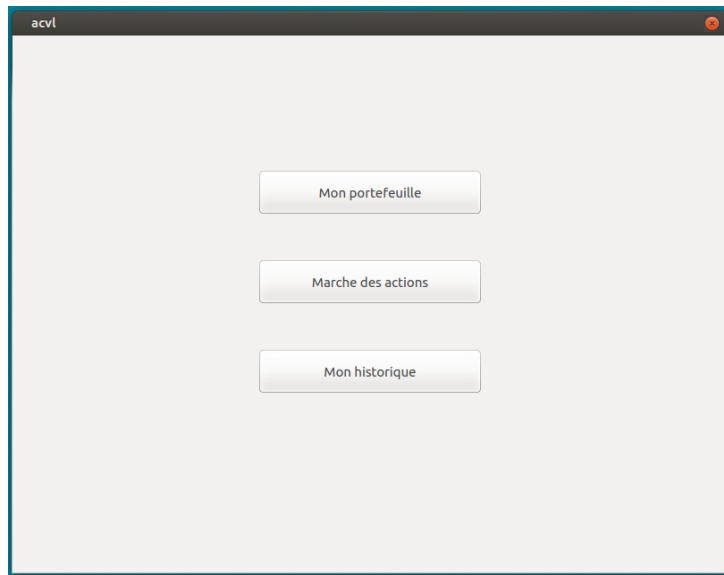 acvl
Mon portefeuille
Marche des actions
Mon historique